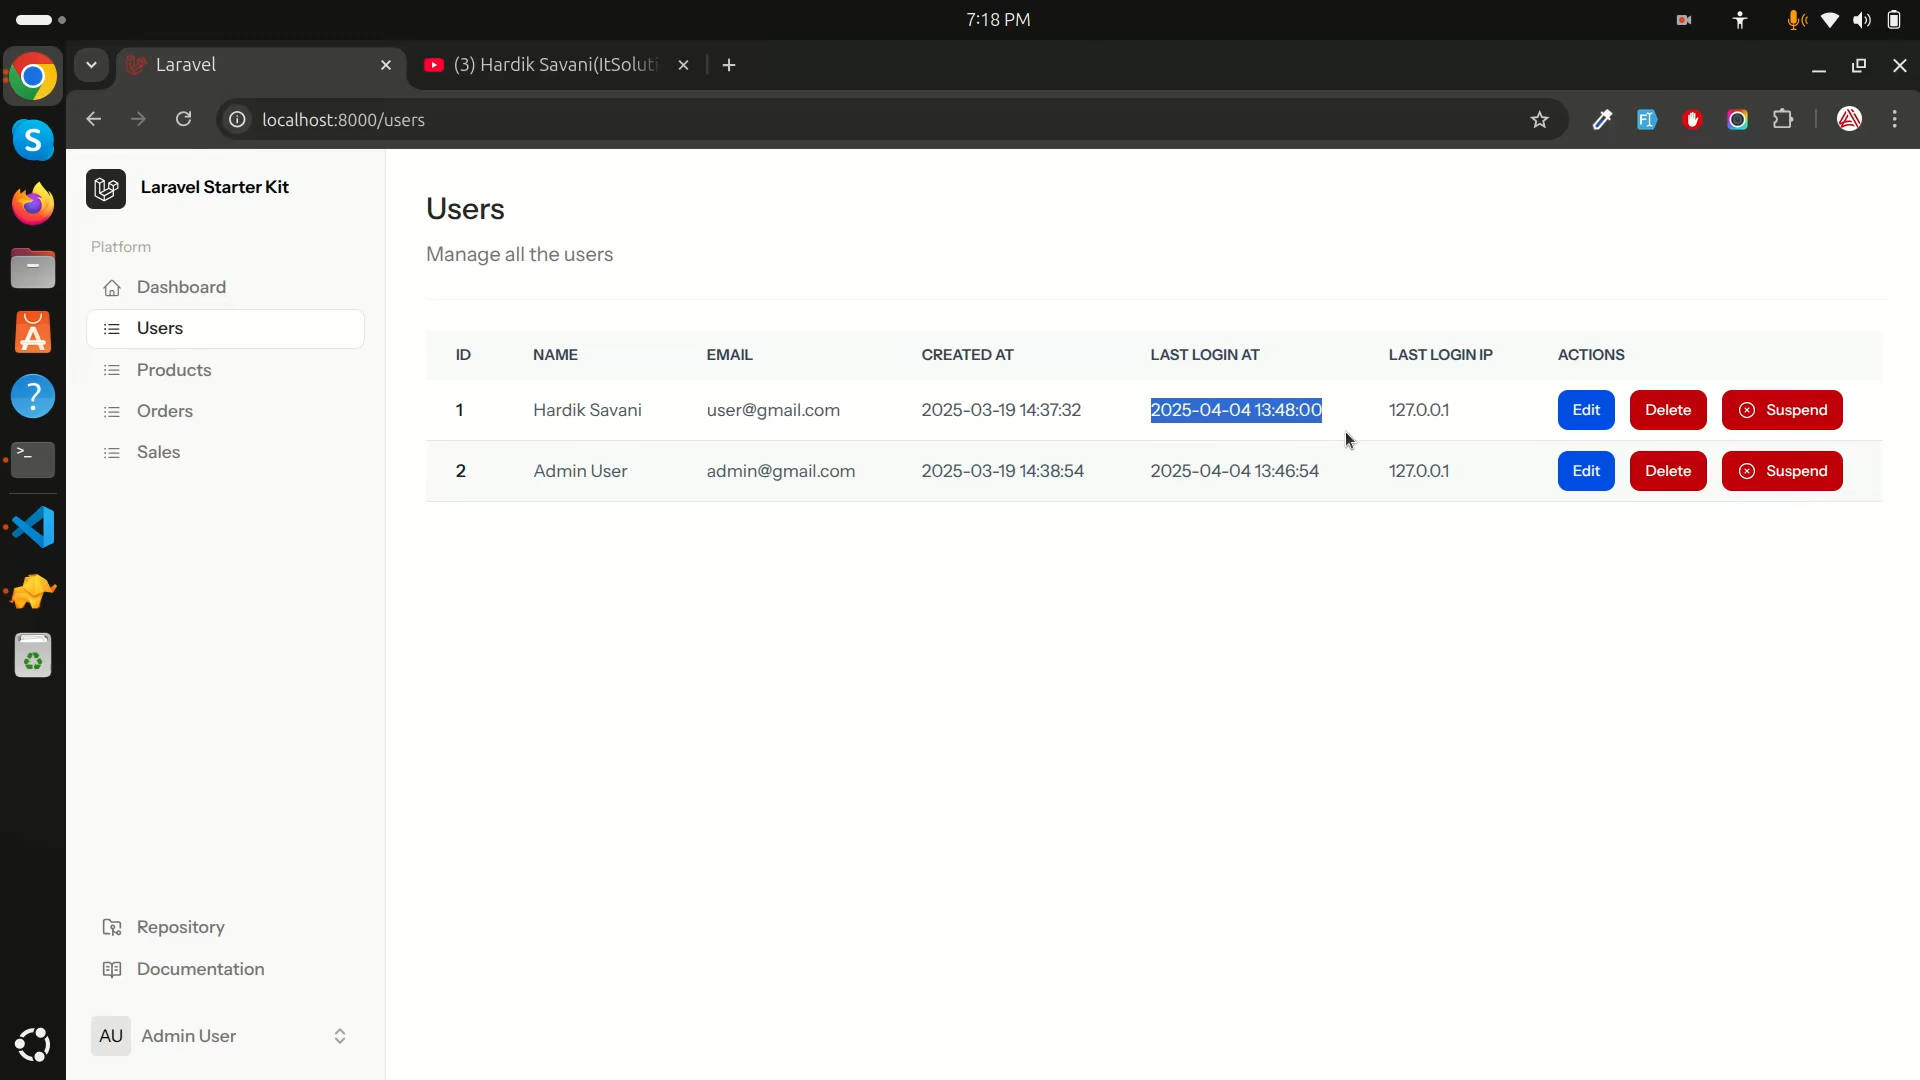 7:18 PM
Laravel
(3) Hardik Savani(ItSoluti
localhost:8000/users
Laravel Starter Kit
Platform
Dashboard
Users
Products
Orders
Sales
Repository
Documentation
AU Admin User
Users
Manage all the users
ID NAME EMAIL CREATED AT LAST LOGIN AT LAST LOGIN IP ACTIONS
1 Hardik Savani user@gmail.com 2025-03-19 14:37:32 2025-04-04 13:48:00 127.0.0.1 Edit Delete Suspend
2 Admin User admin@gmail.com 2025-03-19 14:38:54 2025-04-04 13:46:54 127.0.0.1 Edit Delete Suspend